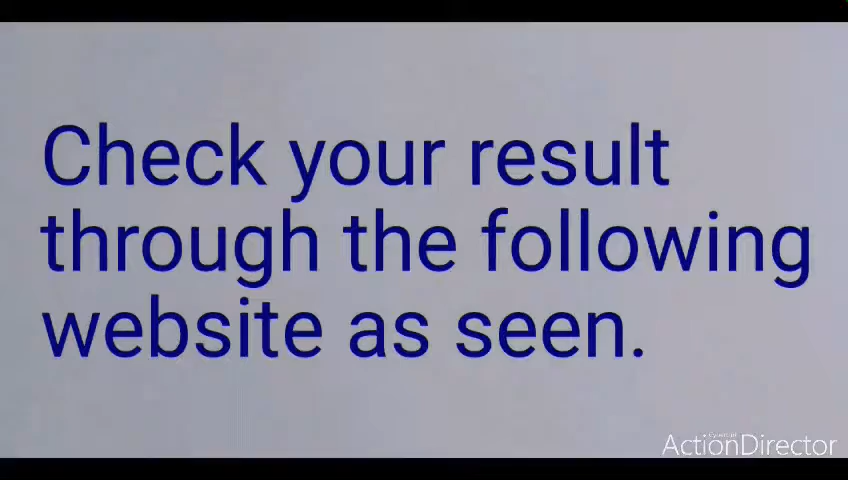 Check your result
through the following
website as seen.
ActionDirector